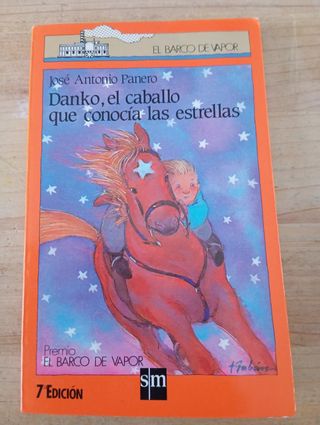 EL BARCO DE VAPOR
José Antonio Panero
Danko, el caballo
que conocía las estrellas
Premio
EL BARCO DE VAPOR
7ª EDICIÓN
sm